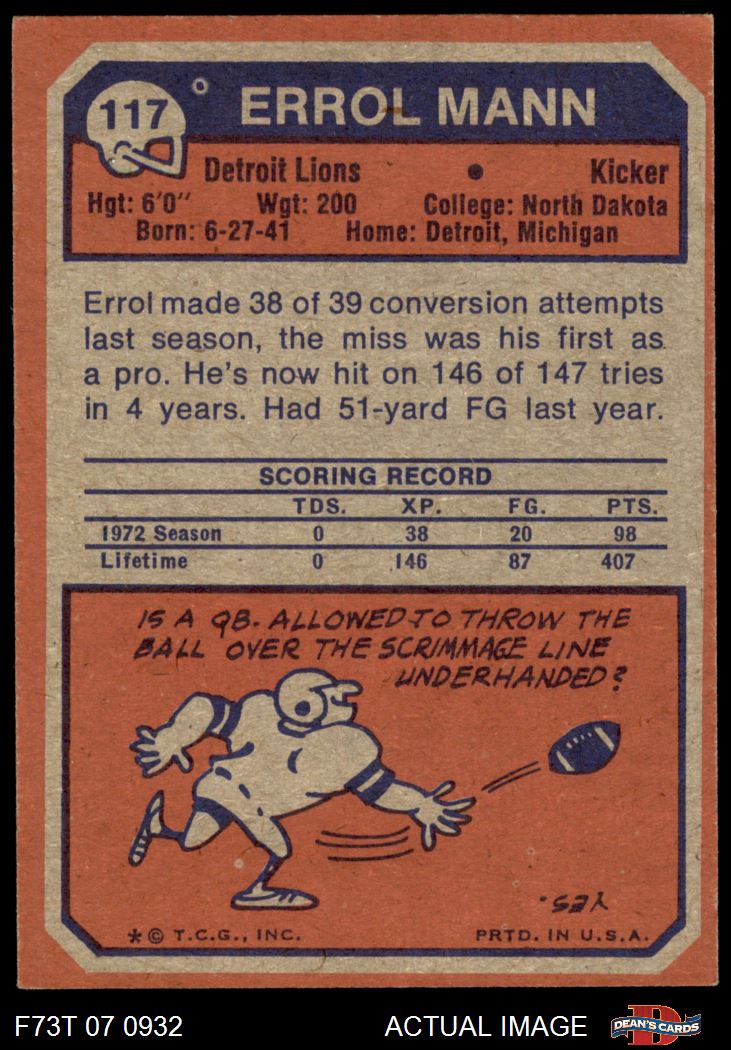 117
ERROL MANN
Detroit Lions • Kicker
Hgt: 6'0" Wgt: 200 College: North Dakota
Born: 6-27-41 Home: Detroit, Michigan
Errol made 38 of 39 conversion attempts
last season, the miss was his first as
a pro. He's now hit on 146 of 147 tries
in 4 years. Had 51-yard FG last year.
SCORING RECORD
TDS. XP. FG. PTS.
1972 Season 0 38 20 98
Lifetime 0 146 87 407
IS A QB. ALLOWED TO THROW THE
BALL OVER THE SCRIMMAGE LINE
UNDERHANDED?
YES.
* © T.C.G., INC. PRTD. IN U.S.A.
F73T 07 0932 ACTUAL IMAGE DEAN'S CARDS